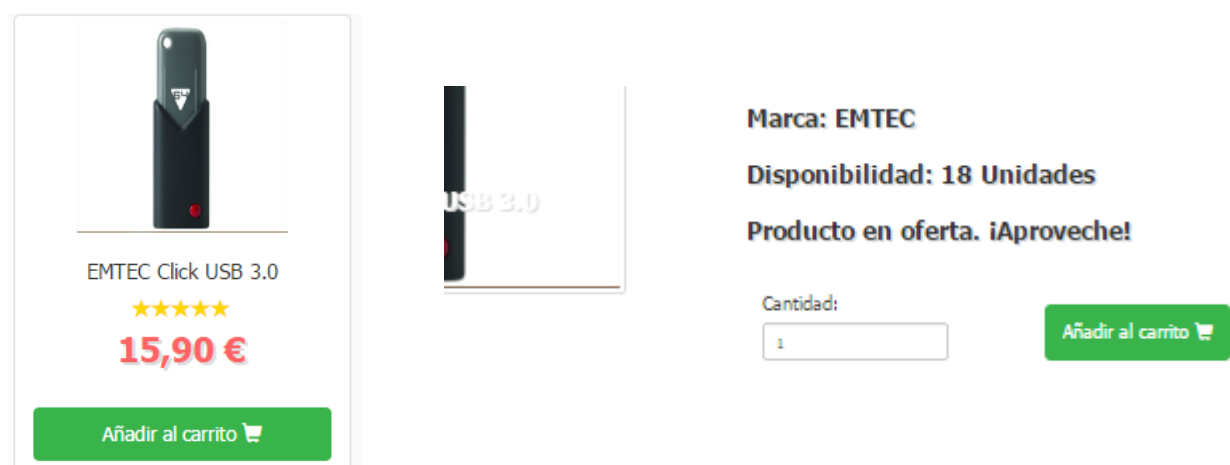 64
EMTEC Click USB 3.0
15,90 €
Añadir al carrito
USB 3.0
Marca: EMTEC
Disponibilidad: 18 Unidades
Producto en oferta. ¡Aproveche!
Cantidad:
1
Añadir al carrito